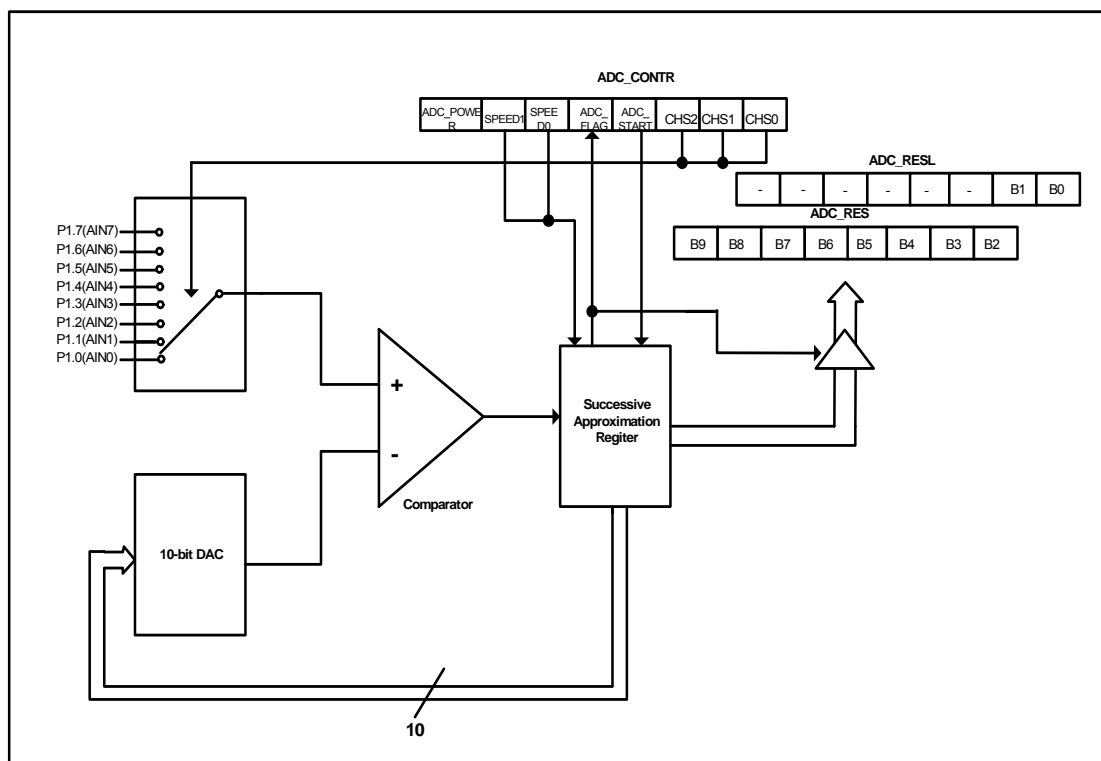 ADC_CONTR
ADC_POWE
R
SPEED1
SPEE
D0
ADC_
FLAG
ADC_
START
CHS2
CHS1
CHS0
ADC_RESL
- - - - - - B1 B0
ADC_RES
B9 B8 B7 B6 B5 B4 B3 B2
P1.7(AIN7)
P1.6(AIN6)
P1.5(AIN5)
P1.4(AIN4)
P1.3(AIN3)
P1.2(AIN2)
P1.1(AIN1)
P1.0(AIN0)
+
-
Comparator
Successive
Approximation
Regiter
10-bit DAC
10